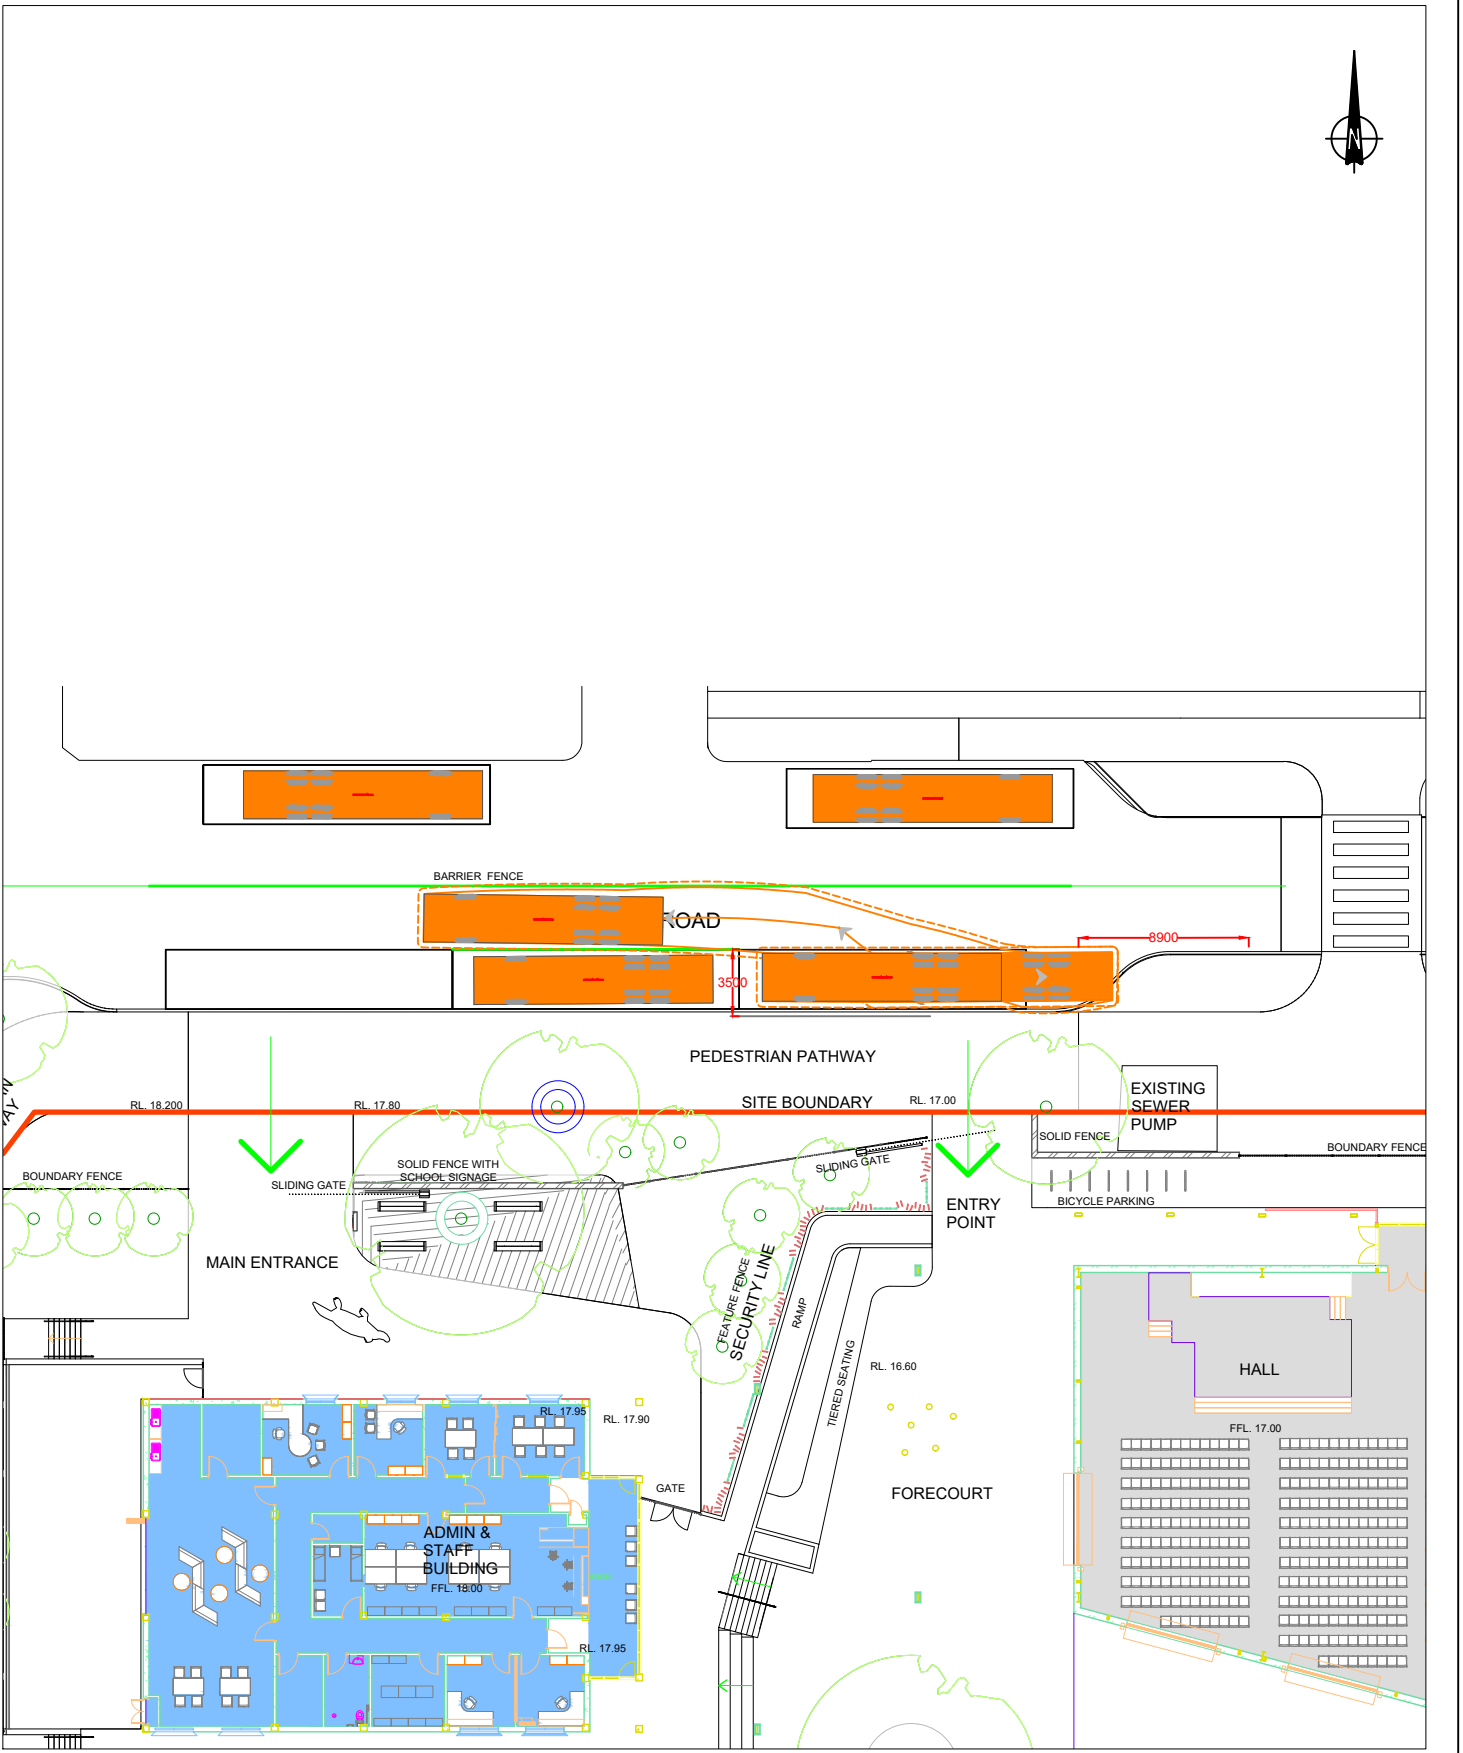 N
BARRIER FENCE
ROAD
8900
3500
PEDESTRIAN PATHWAY
EXISTING
SEWER
PUMP
SITE BOUNDARY
RL. 18.200
RL. 17.80
RL. 17.00
SOLID FENCE
BOUNDARY FENCE
BOUNDARY FENCE
SOLID FENCE WITH
SCHOOL SIGNAGE
SLIDING GATE
SLIDING GATE
BICYCLE PARKING
ENTRY
POINT
MAIN ENTRANCE
FEATURE FENCE
SECURITY LINE
RAMP
TIERED SEATING
RL. 16.60
HALL
FFL. 17.00
RL. 17.95
RL. 17.90
GATE
FORECOURT
ADMIN &
STAFF
BUILDING
FFL. 18.00
RL. 17.95